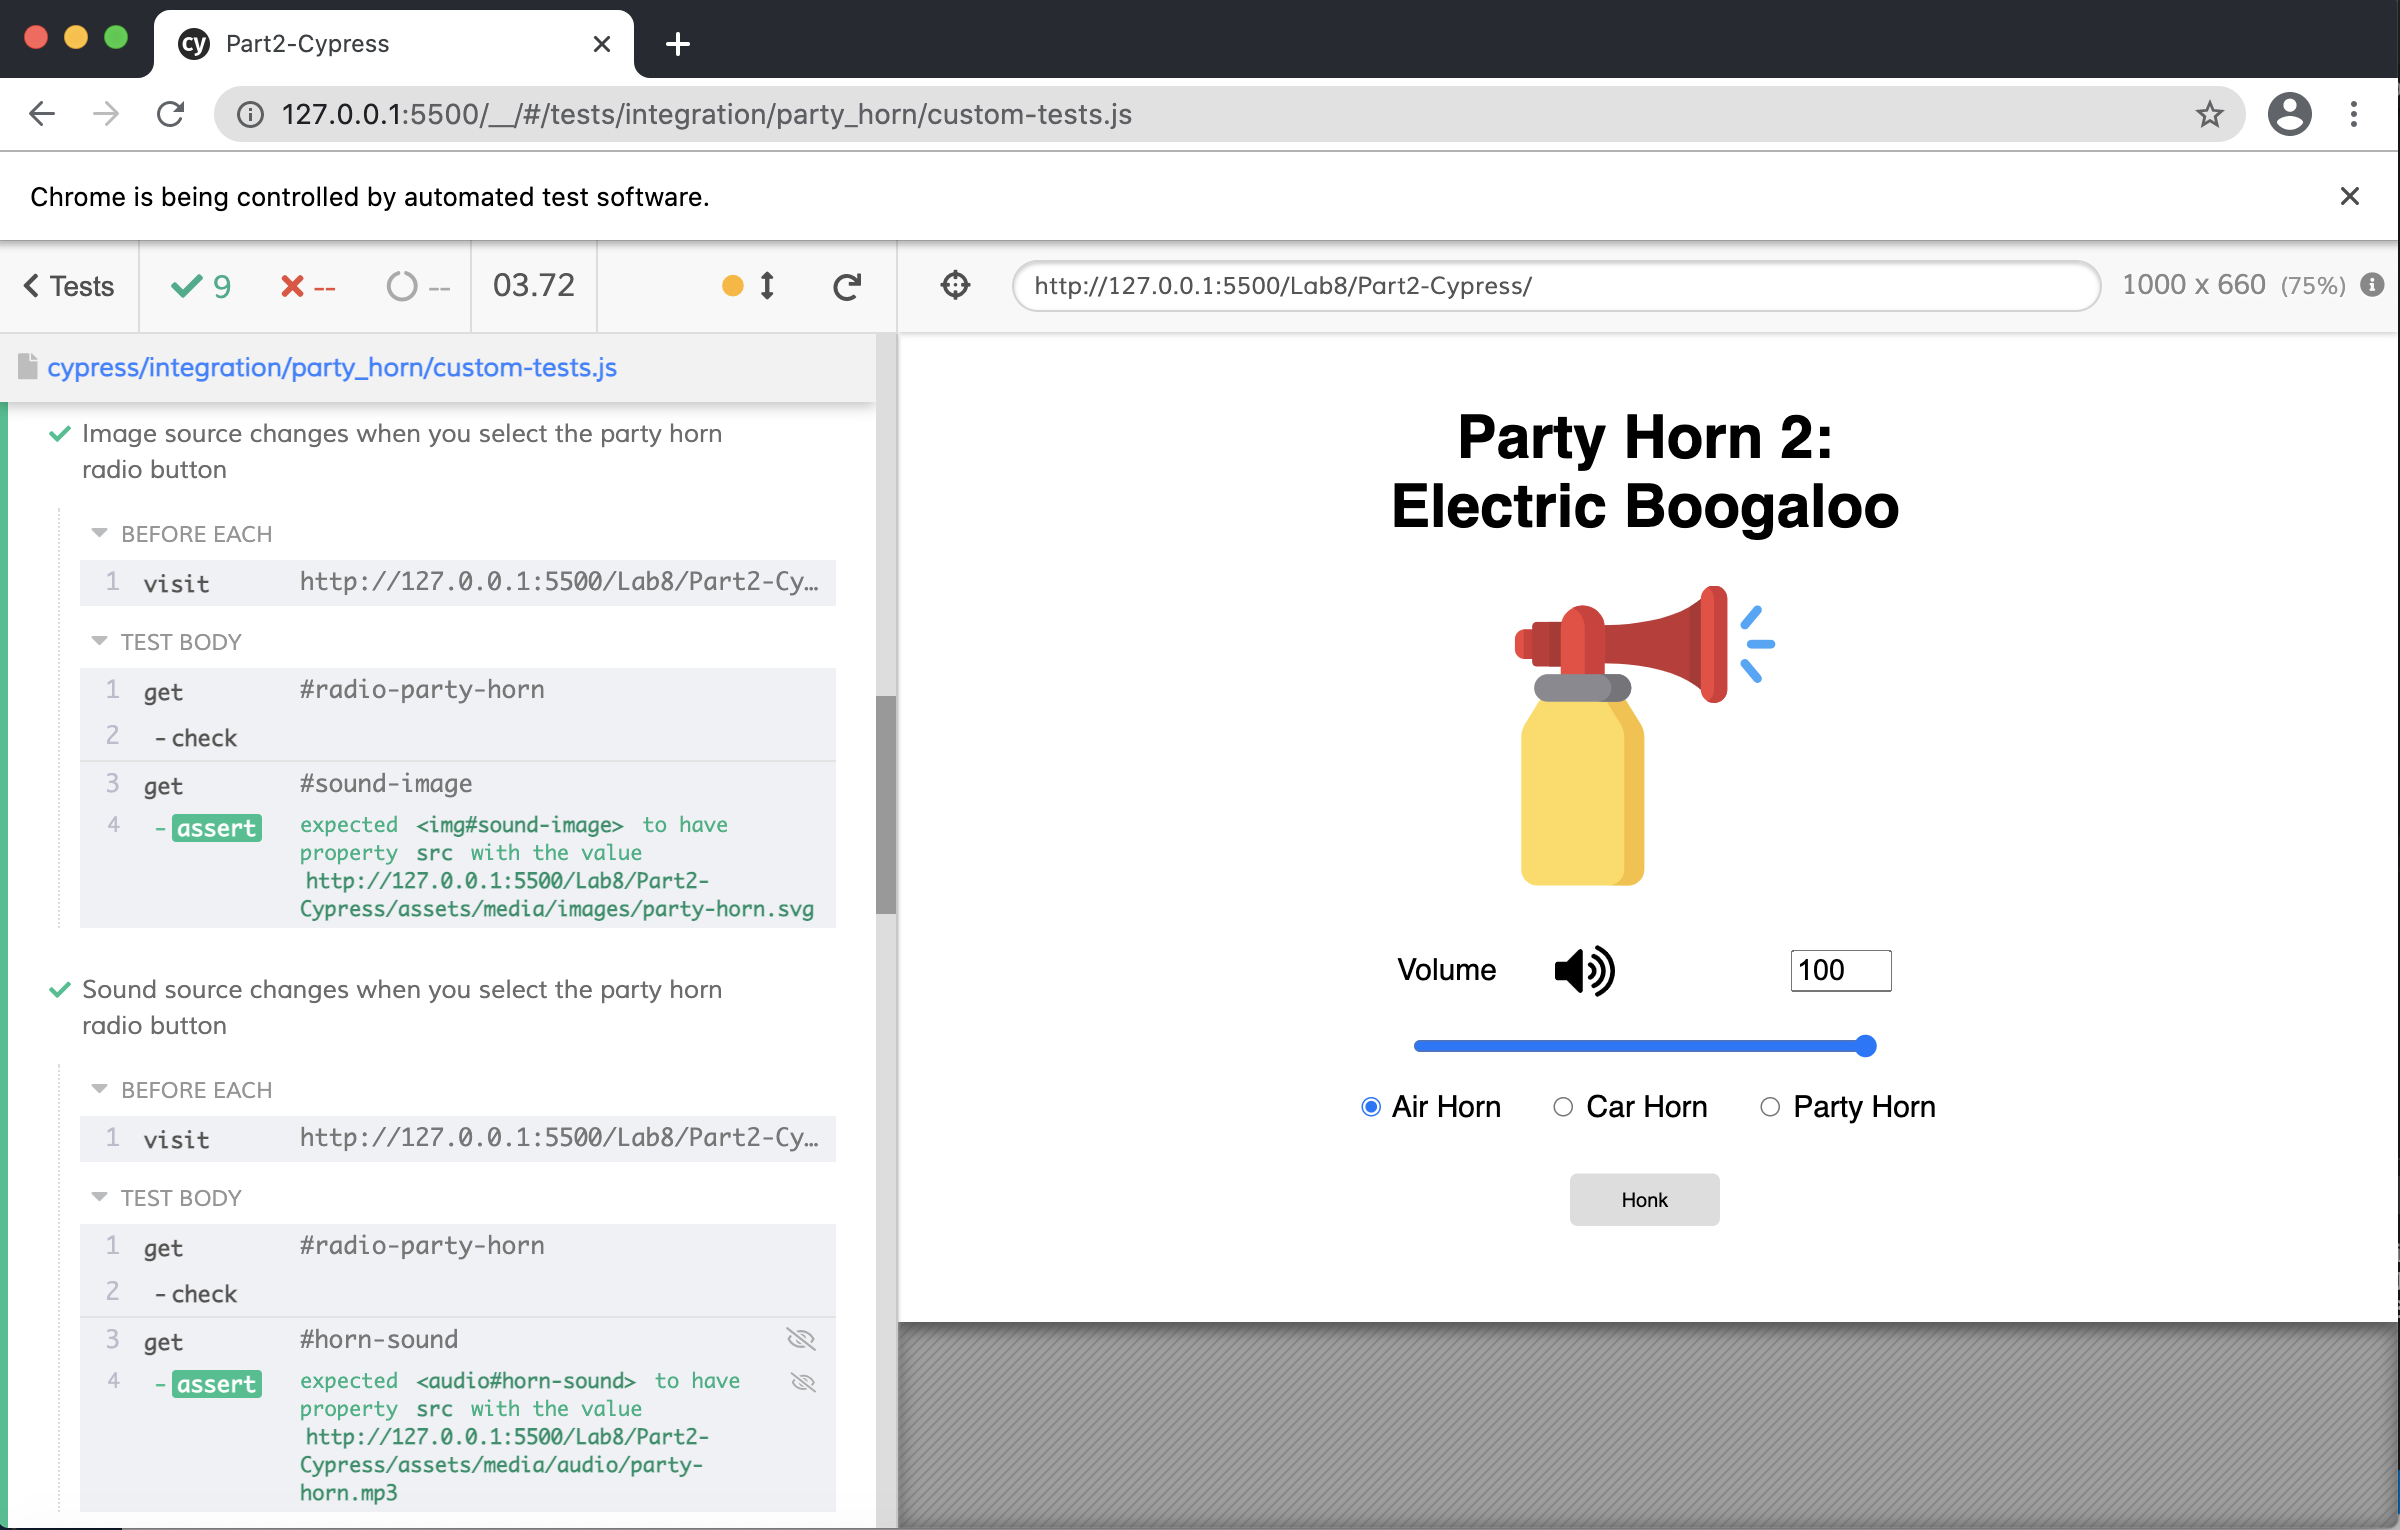 cy Part2-Cypress
127.0.0.1:5500/__/#/tests/integration/party_horn/custom-tests.js
Chrome is being controlled by automated test software.
Tests 9 -- -- 03.72
http://127.0.0.1:5500/Lab8/Part2-Cypress/ 1000 x 660 (75%)
cypress/integration/party_horn/custom-tests.js
Image source changes when you select the party horn
radio button
BEFORE EACH
1 visit http://127.0.0.1:5500/Lab8/Part2-Cy…
TEST BODY
1 get #radio-party-horn
2 - check
3 get #sound-image
4 - assert expected <img#sound-image> to have
property src with the value
http://127.0.0.1:5500/Lab8/Part2-
Cypress/assets/media/images/party-horn.svg
Sound source changes when you select the party horn
radio button
BEFORE EACH
1 visit http://127.0.0.1:5500/Lab8/Part2-Cy…
TEST BODY
1 get #radio-party-horn
2 - check
3 get #horn-sound
4 - assert expected <audio#horn-sound> to have
property src with the value
http://127.0.0.1:5500/Lab8/Part2-
Cypress/assets/media/audio/party-
horn.mp3
Party Horn 2:
Electric Boogaloo
Volume 100
Air Horn Car Horn Party Horn
Honk